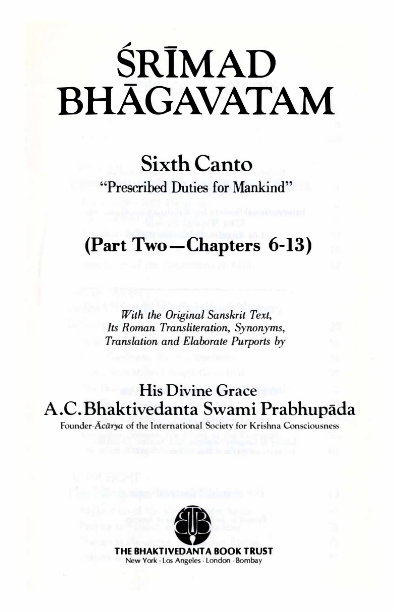 ŚRĪMAD
BHĀGAVATAM
Sixth Canto
“Prescribed Duties for Mankind”
(Part Two—Chapters 6-13)
With the Original Sanskrit Text,
Its Roman Transliteration, Synonyms,
Translation and Elaborate Purports by
His Divine Grace
A.C.Bhaktivedanta Swami Prabhupāda
Founder-Ācārya of the International Society for Krishna Consciousness
THE BHAKTIVEDANTA BOOK TRUST
New York · Los Angeles · London · Bombay